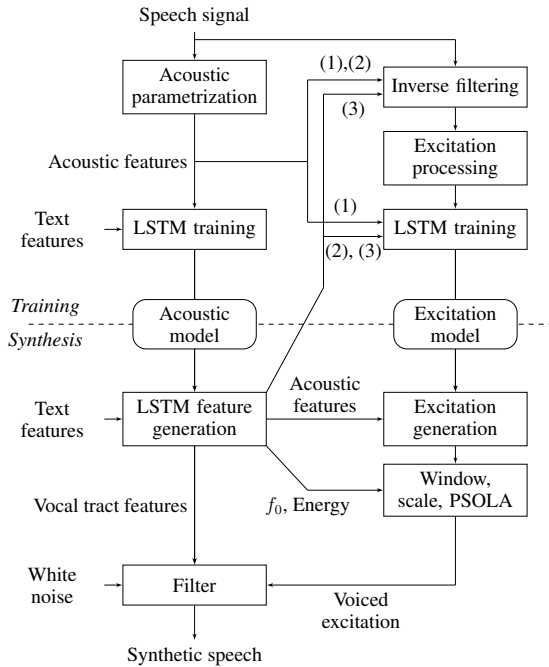 Speech signal
Acoustic
parametrization
(1),(2)
(3)
Inverse filtering
Acoustic features
Excitation
processing
Text
features
LSTM training
(1)
(2), (3)
LSTM training
Training
Synthesis
Acoustic
model
Excitation
model
Text
features
LSTM feature
generation
Acoustic
features
Excitation
generation
Vocal tract features
f0, Energy
Window,
scale, PSOLA
White
noise
Filter
Voiced
excitation
Synthetic speech